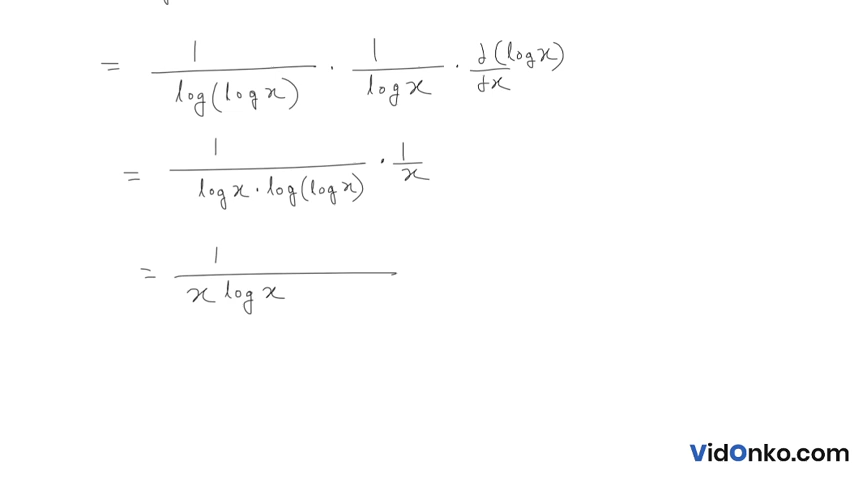 = 1/log(log x) · 1/log x · d(log x)/dx
= 1/log x · log(log x) · 1/x
= 1/x log x
VidOnko.com